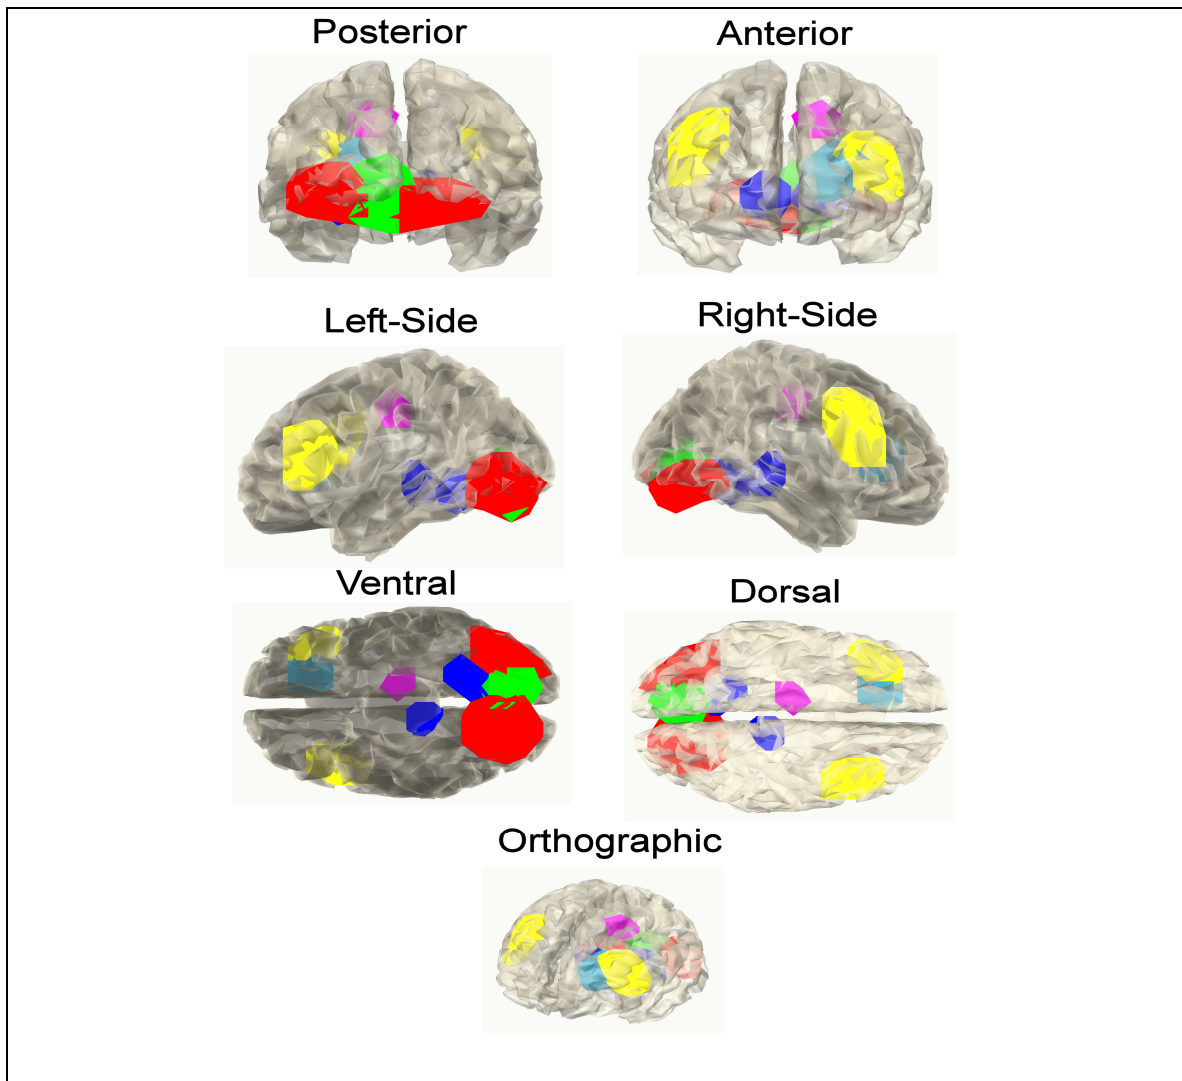 Posterior
Anterior
Left-Side
Right-Side
Ventral
Dorsal
Orthographic